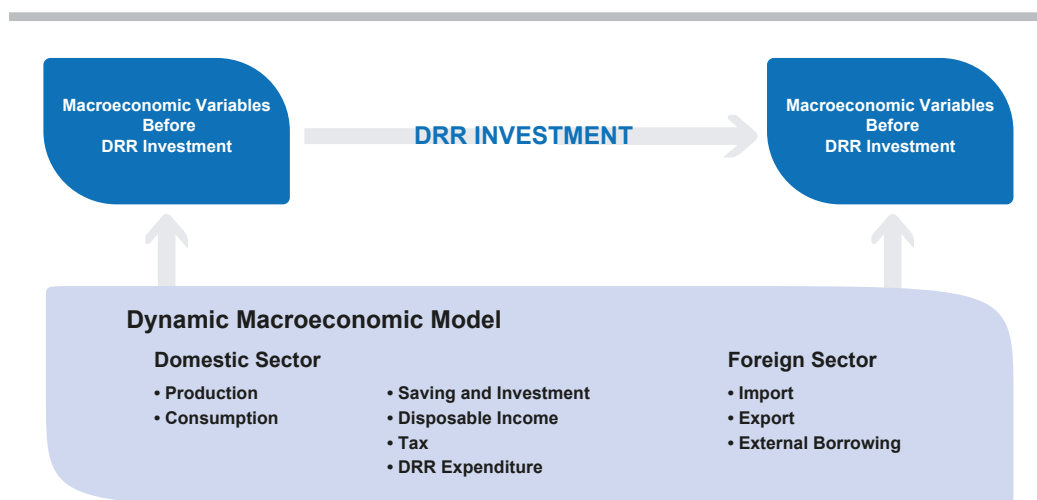 Macroeconomic Variables
Before
DRR Investment
DRR INVESTMENT
Macroeconomic Variables
Before
DRR Investment
Dynamic Macroeconomic Model
Domestic Sector
• Production
• Consumption
• Saving and Investment
• Disposable Income
• Tax
• DRR Expenditure
Foreign Sector
• Import
• Export
• External Borrowing